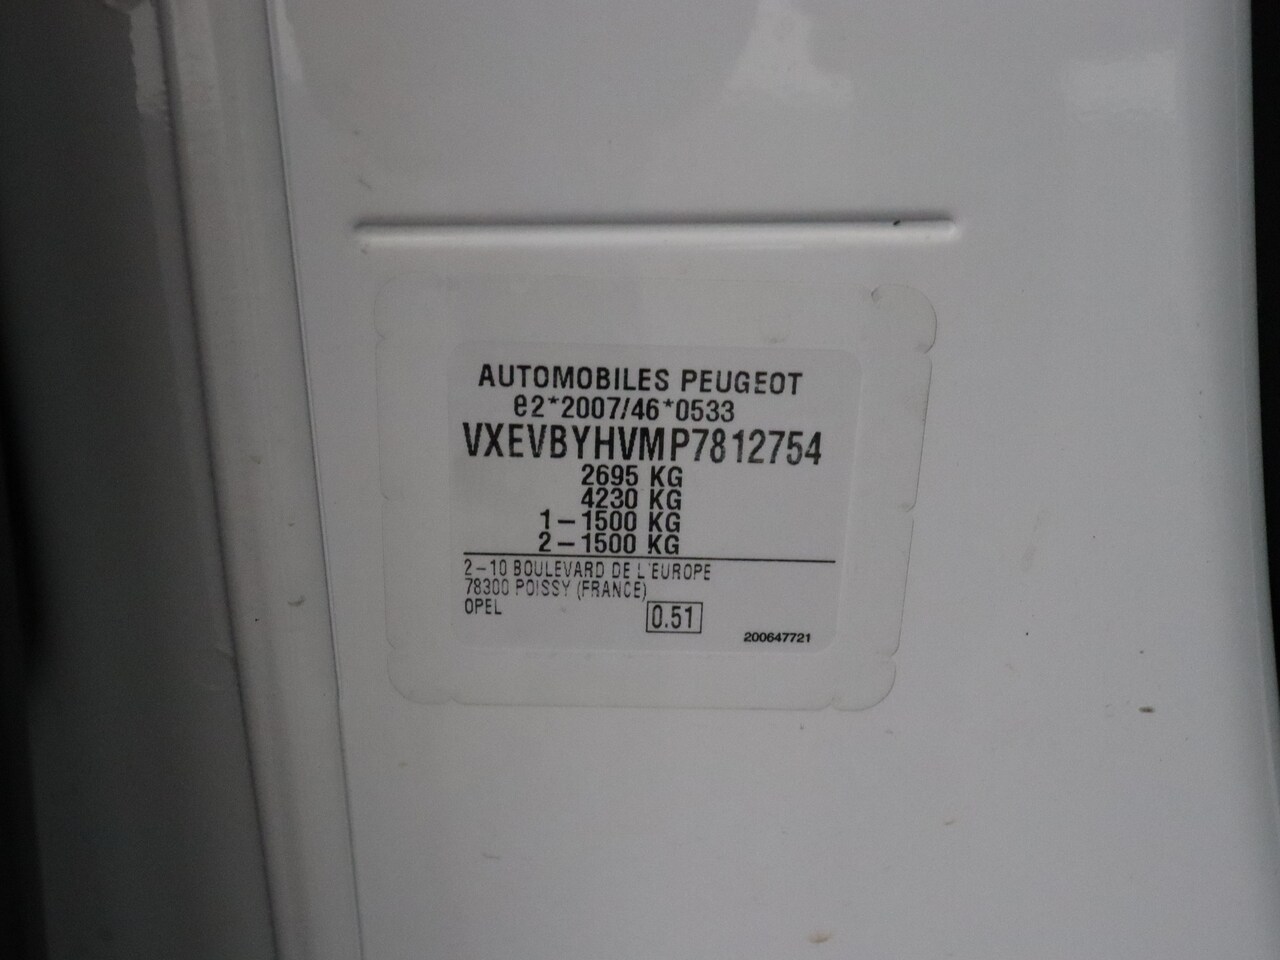 AUTOMOBILES PEUGEOT
e2*2007/46*0533
VXEVBYHVMP7812754
2695 KG
4230 KG
1-1500 KG
2-1500 KG
2-10 BOULEVARD DE L'EUROPE
78300 POISSY (FRANCE)
OPEL
0.51
200647721